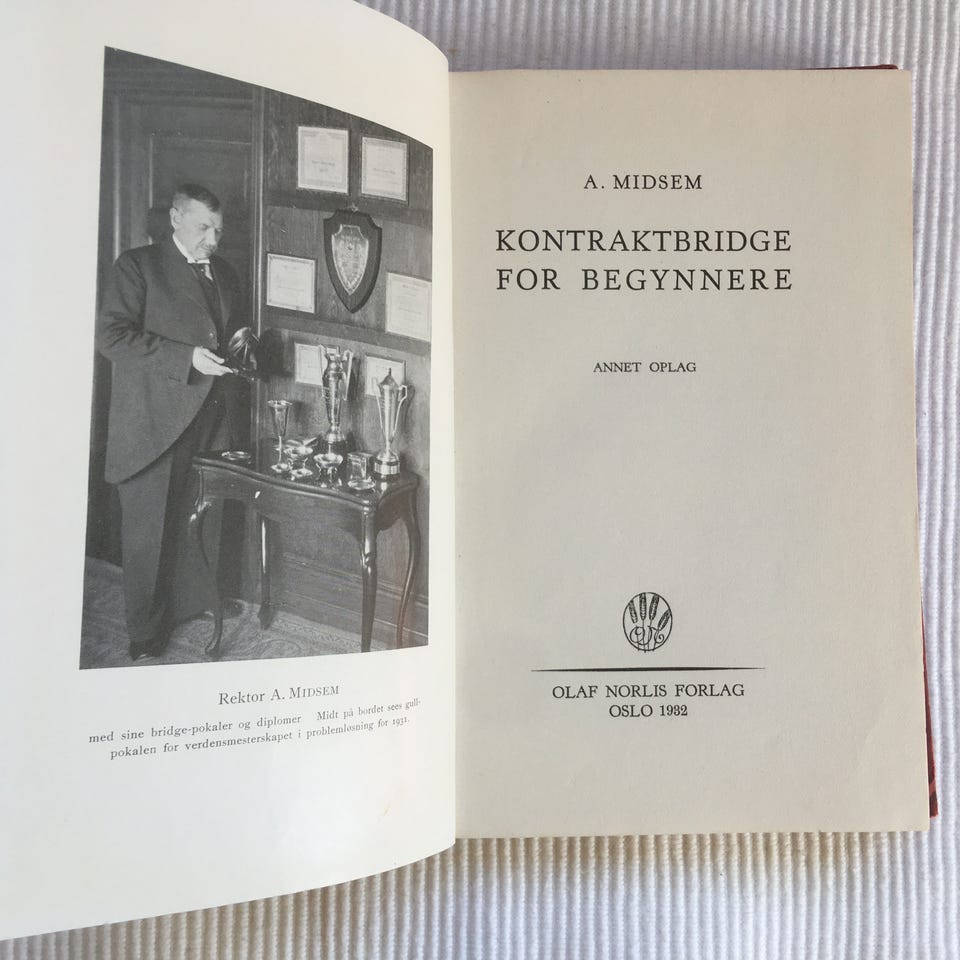 Rektor A. MIDSEM
med sine bridge-pokaler og diplomer Midt på bordet sees gull-
pokalen for verdensmesterskapet i problemløsning for 1931.
A. MIDSEM
KONTRAKTBRIDGE
FOR BEGYNNERE
ANNET OPLAG
OLAF NORLIS FORLAG
OSLO 1932